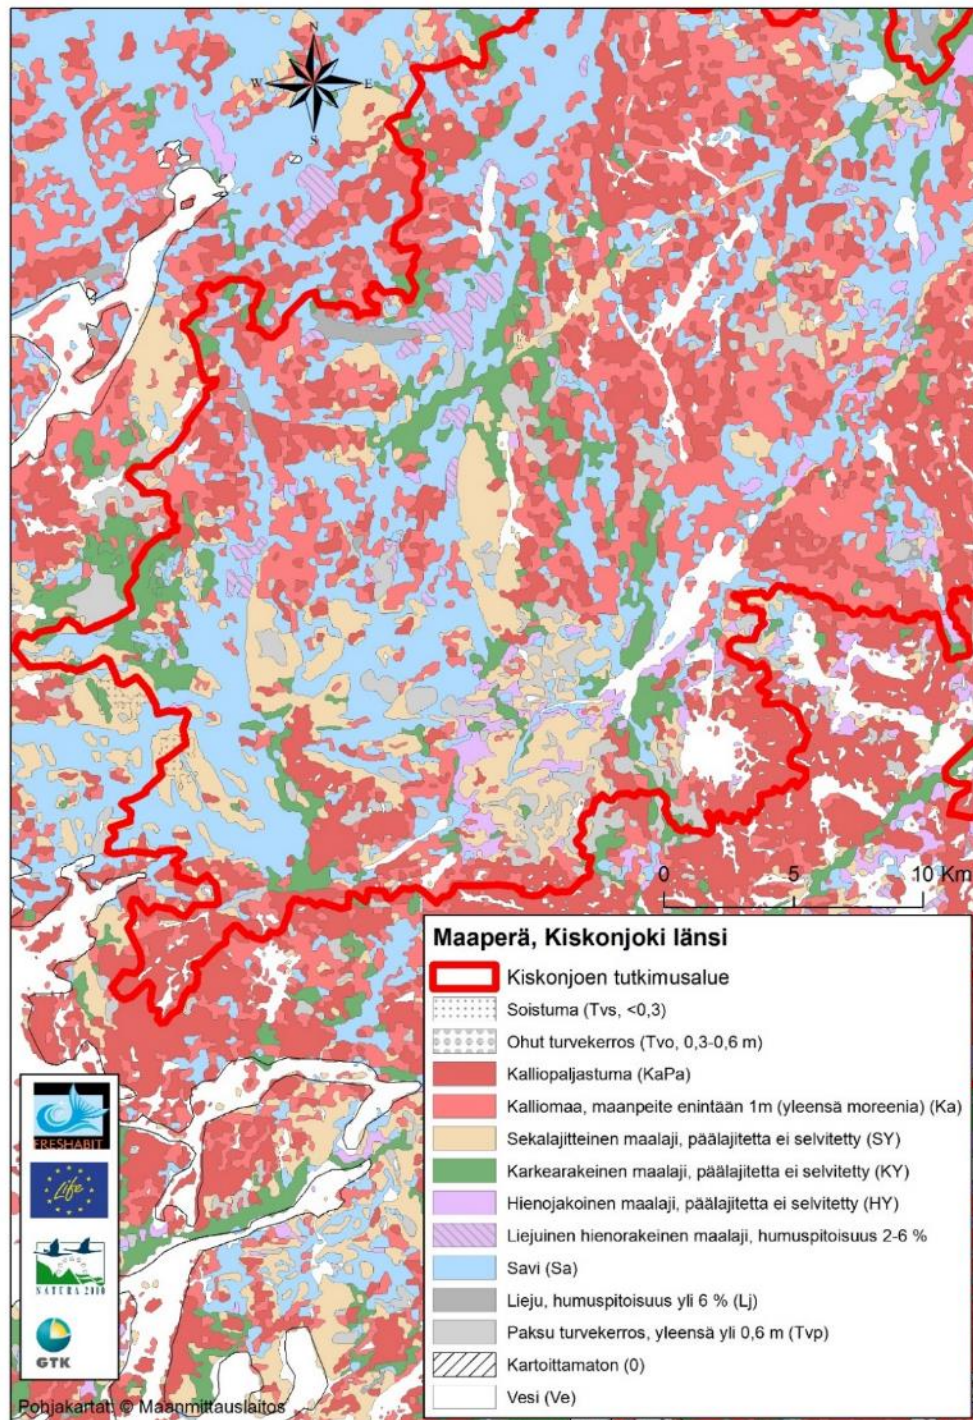 N
W E
S
0 5 10 Km
Maaperä, Kiskonjoki länsi
Kiskonjoen tutkimusalue
Soistuma (Tvs, <0,3)
Ohut turvekerros (Tvo, 0,3-0,6 m)
Kalliopaljastuma (KaPa)
Kalliomaa, maanpeite enintään 1m (yleensä moreenia) (Ka)
Sekalajitteinen maalaji, päälajitetta ei selvitetty (SY)
Karkearakeinen maalaji, päälajitetta ei selvitetty (KY)
Hienojakoinen maalaji, päälajitetta ei selvitetty (HY)
Liejuinen hienorakeinen maalaji, humuspitoisuus 2-6 %
Savi (Sa)
Lieju, humuspitoisuus yli 6 % (Lj)
Paksu turvekerros, yleensä yli 0,6 m (Tvp)
Kartoittamaton (0)
Vesi (Ve)
FRESHABIT
Life
NATURA 2000
GTK
Pohjakartat: © Maanmittauslaitos